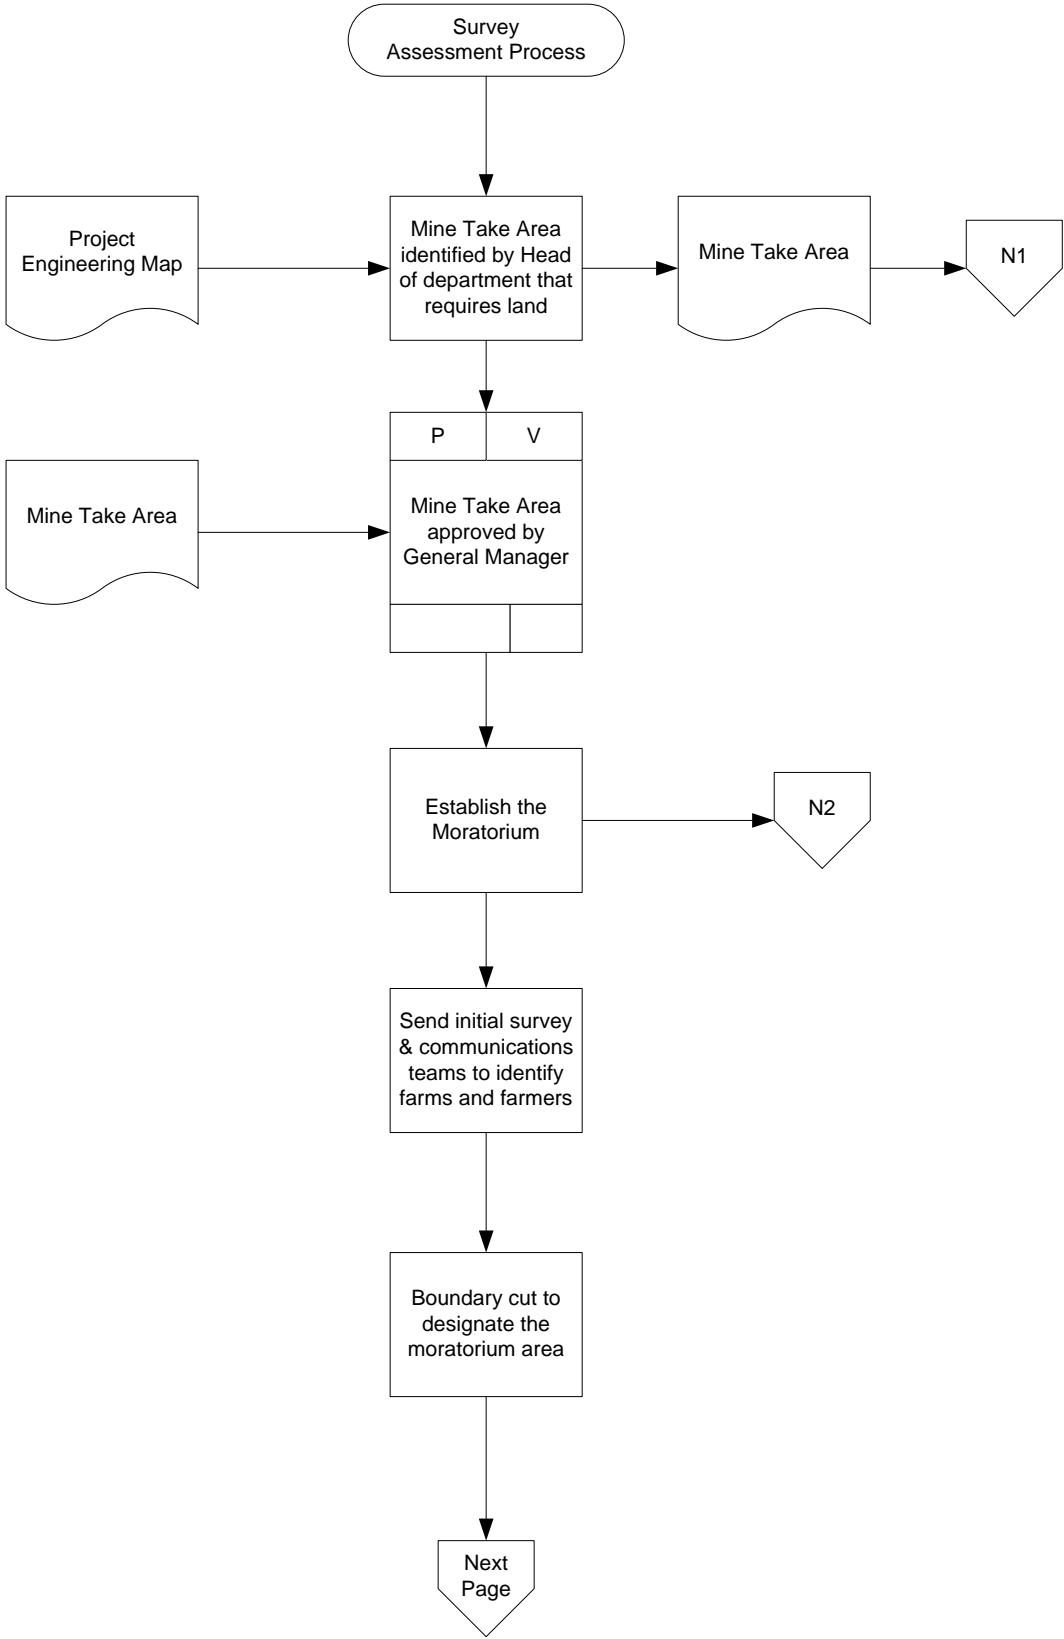 Survey
Assessment Process
Project
Engineering Map
Mine Take Area
identified by Head
of department that
requires land
Mine Take Area
N1
P
V
Mine Take Area
Mine Take Area
approved by
General Manager
Establish the
Moratorium
N2
Send initial survey
& communications
teams to identify
farms and farmers
Boundary cut to
designate the
moratorium area
Next
Page